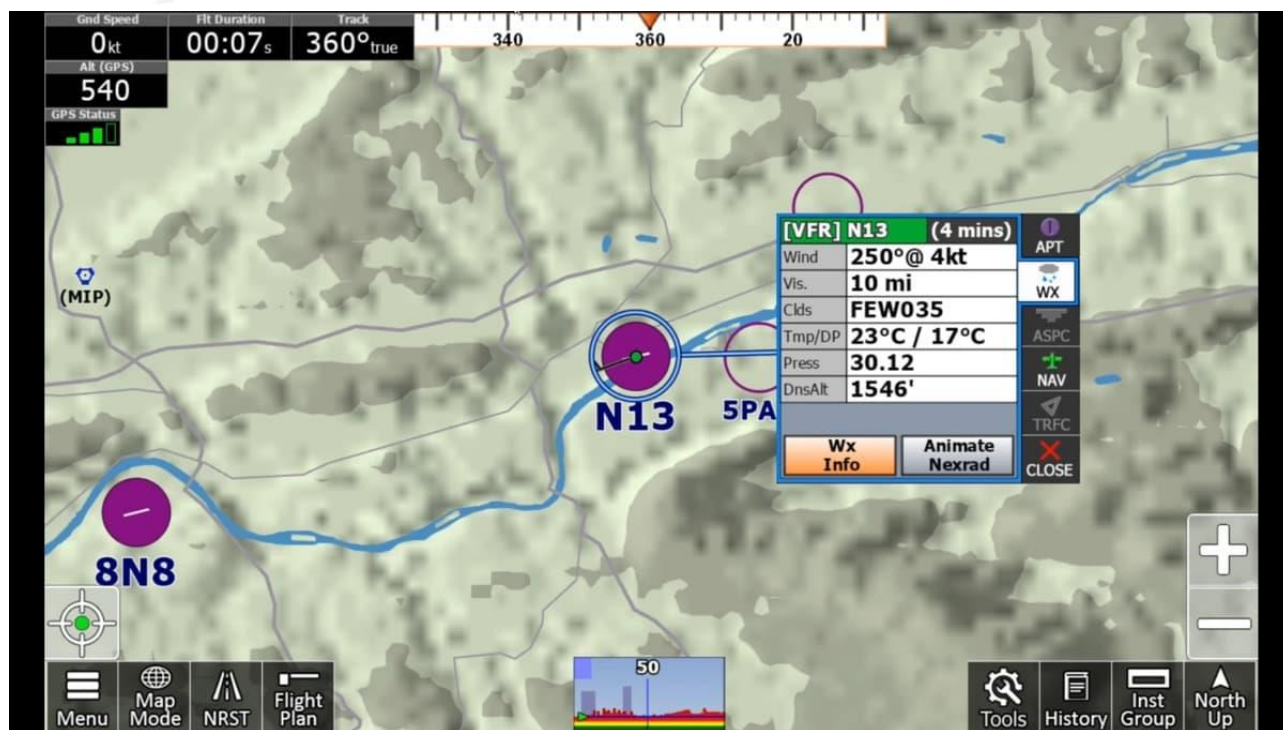 Gnd Speed
0kt
Flt Duration
00:07s
Track
360°true
340
360
20
Alt (GPS)
540
GPS Status
(MIP)
N13
5PA
8N8
[VFR] N13 (4 mins)
Wind 250°@ 4kt
Vis. 10 mi
Clds FEW035
Tmp/DP 23°C / 17°C
Press 30.12
DnsAlt 1546'
Wx
Info
Animate
Nexrad
APT
WX
ASPC
NAV
TRFC
CLOSE
Menu
Map
Mode
NRST
Flight
Plan
50
Tools
History
Inst
Group
North
Up